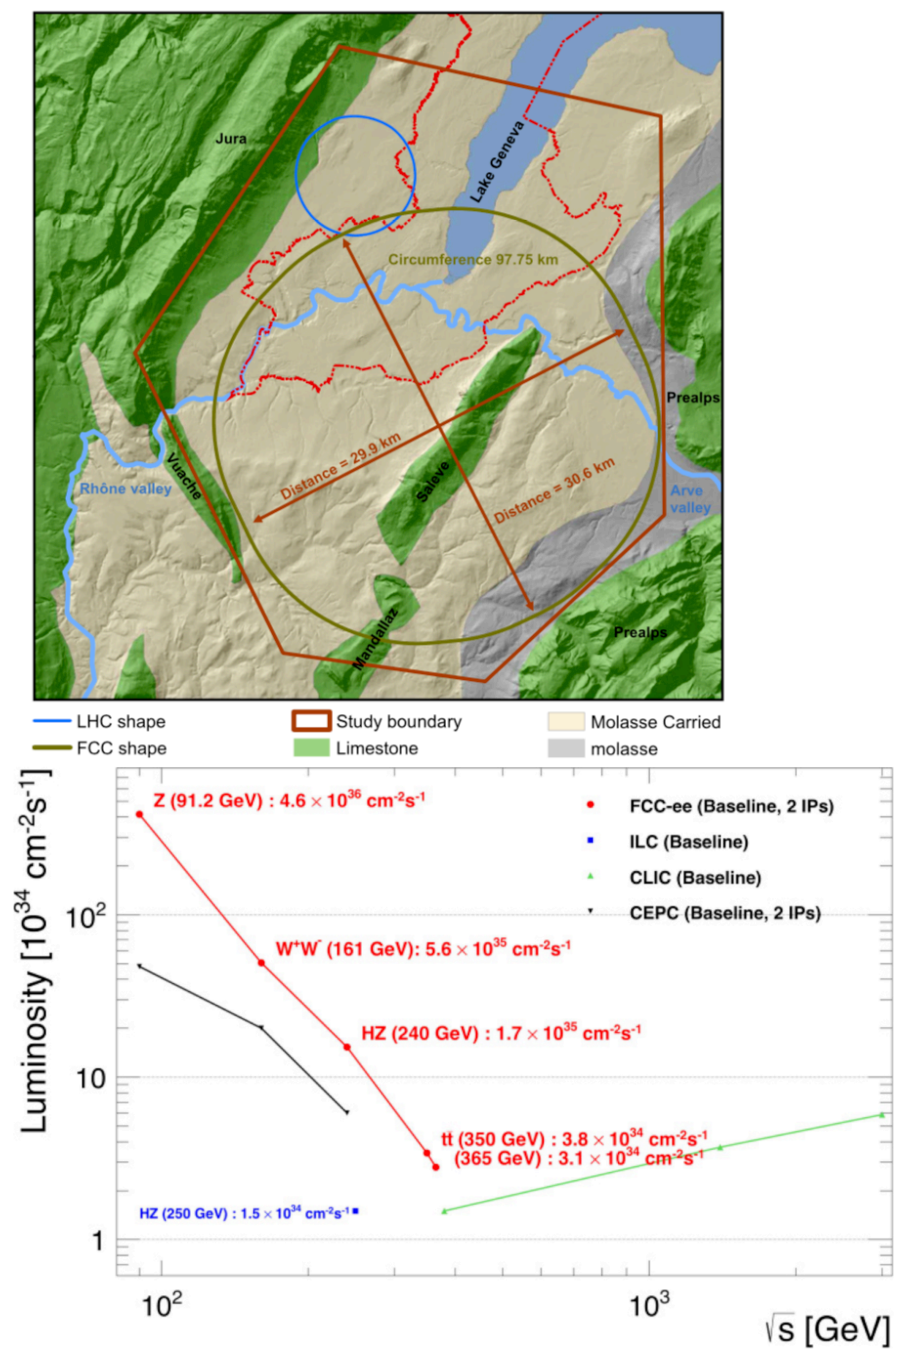 Jura
Lake Geneva
Circumference 97.75 km
Prealps
Distance = 29.9 km
Salève
Vuache
Rhône valley
Distance = 30.6 km
Arve
valley
Mandallaz
Prealps
LHC shape
Study boundary
Molasse Carried
FCC shape
Limestone
molasse
Luminosity [10³⁴ cm⁻²s⁻¹]
Z (91.2 GeV) : 4.6 × 10³⁶ cm⁻²s⁻¹
FCC-ee (Baseline, 2 IPs)
ILC (Baseline)
CLIC (Baseline)
CEPC (Baseline, 2 IPs)
10²
W⁺W⁻ (161 GeV): 5.6 × 10³⁵ cm⁻²s⁻¹
HZ (240 GeV) : 1.7 × 10³⁵ cm⁻²s⁻¹
10
tt̄ (350 GeV) : 3.8 × 10³⁴ cm⁻²s⁻¹
(365 GeV) : 3.1 × 10³⁴ cm⁻²s⁻¹
HZ (250 GeV) : 1.5 × 10³⁴ cm⁻²s⁻¹
1
10²
10³
√s [GeV]